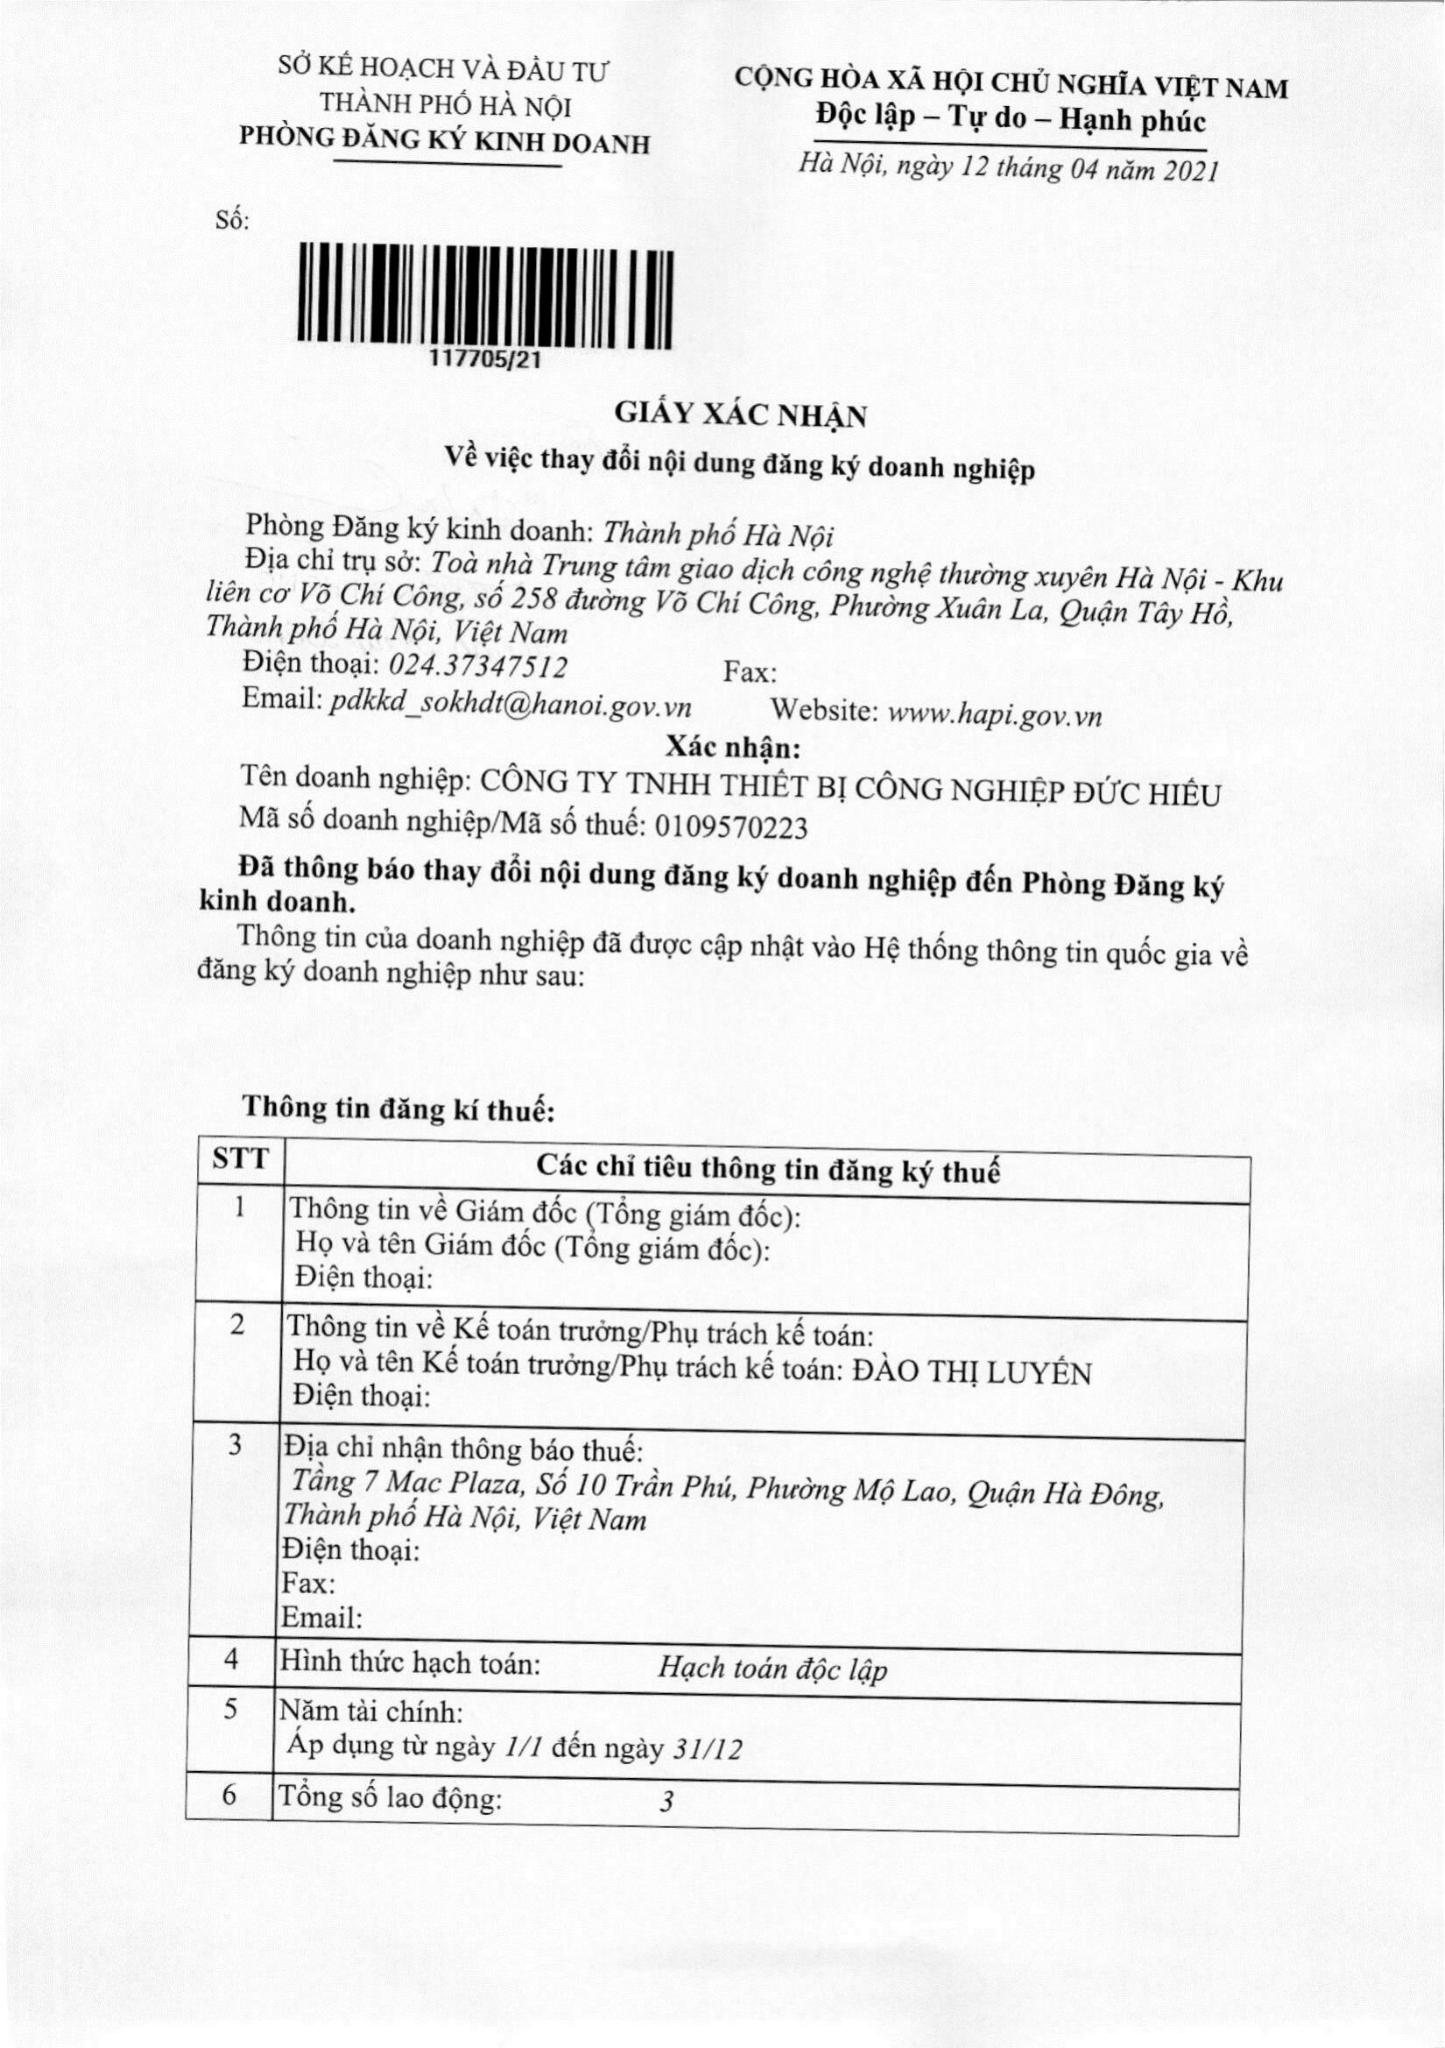 SỞ KẾ HOẠCH VÀ ĐẦU TƯ
THÀNH PHỐ HÀ NỘI
PHÒNG ĐĂNG KÝ KINH DOANH
CỘNG HÒA XÃ HỘI CHỦ NGHĨA VIỆT NAM
Độc lập – Tự do – Hạnh phúc
Hà Nội, ngày 12 tháng 04 năm 2021
Số:
117705/21
GIẤY XÁC NHẬN
Về việc thay đổi nội dung đăng ký doanh nghiệp
Phòng Đăng ký kinh doanh: Thành phố Hà Nội
Địa chỉ trụ sở: Toà nhà Trung tâm giao dịch công nghệ thường xuyên Hà Nội - Khu
liên cơ Võ Chí Công, số 258 đường Võ Chí Công, Phường Xuân La, Quận Tây Hồ,
Thành phố Hà Nội, Việt Nam
Điện thoại: 024.37347512 Fax:
Email: pdkkd_sokhdt@hanoi.gov.vn Website: www.hapi.gov.vn
Xác nhận:
Tên doanh nghiệp: CÔNG TY TNHH THIẾT BỊ CÔNG NGHIỆP ĐỨC HIẾU
Mã số doanh nghiệp/Mã số thuế: 0109570223
Đã thông báo thay đổi nội dung đăng ký doanh nghiệp đến Phòng Đăng ký
kinh doanh.
Thông tin của doanh nghiệp đã được cập nhật vào Hệ thống thông tin quốc gia về
đăng ký doanh nghiệp như sau:
Thông tin đăng kí thuế:
STT Các chỉ tiêu thông tin đăng ký thuế
1 Thông tin về Giám đốc (Tổng giám đốc):
Họ và tên Giám đốc (Tổng giám đốc):
Điện thoại:
2 Thông tin về Kế toán trưởng/Phụ trách kế toán:
Họ và tên Kế toán trưởng/Phụ trách kế toán: ĐÀO THỊ LUYẾN
Điện thoại:
3 Địa chỉ nhận thông báo thuế:
Tầng 7 Mac Plaza, Số 10 Trần Phú, Phường Mộ Lao, Quận Hà Đông,
Thành phố Hà Nội, Việt Nam
Điện thoại:
Fax:
Email:
4 Hình thức hạch toán: Hạch toán độc lập
5 Năm tài chính:
Áp dụng từ ngày 1/1 đến ngày 31/12
6 Tổng số lao động: 3